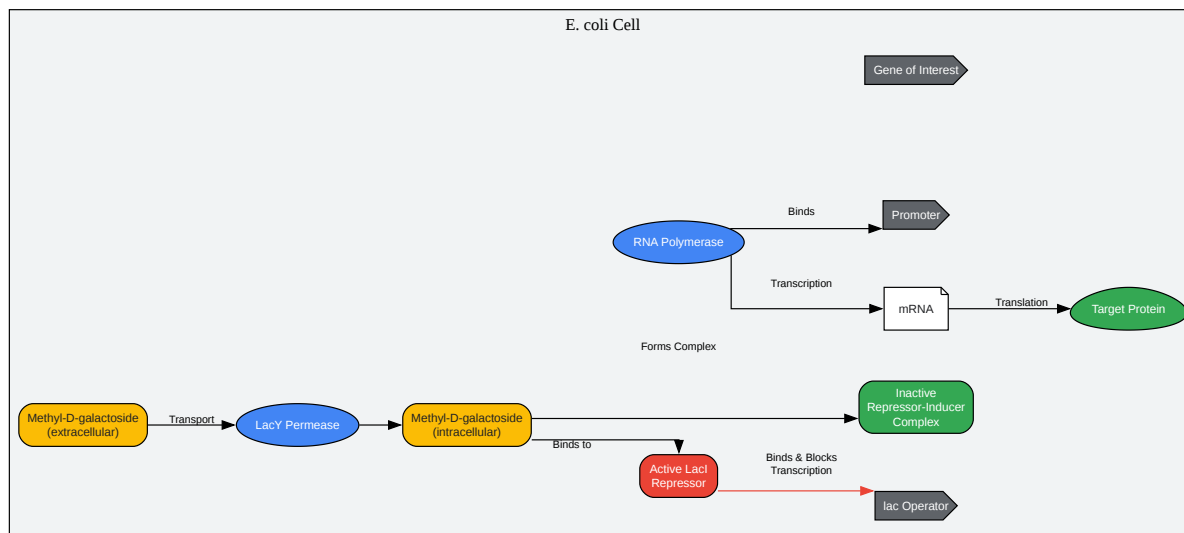 E. coli Cell
Gene of Interest
Binds
Promoter
RNA Polymerase
Transcription
mRNA
Translation
Target Protein
Forms Complex
Methyl-D-galactoside
(extracellular)
Transport
LacY Permease
Methyl-D-galactoside
(intracellular)
Inactive
Repressor-Inducer
Complex
Binds to
Active LacI
Repressor
Binds & Blocks
Transcription
lac Operator